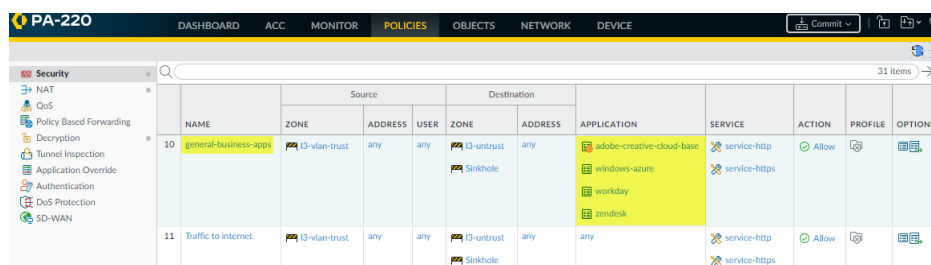 PA-220 DASHBOARD ACC MONITOR POLICIES OBJECTS NETWORK DEVICE Commit
31 items
Security
NAT
QoS
Policy Based Forwarding
Decryption
Tunnel Inspection
Application Override
Authentication
DoS Protection
SD-WAN
Source Destination
NAME ZONE ADDRESS USER ZONE ADDRESS APPLICATION SERVICE ACTION PROFILE OPTION
10 general-business-apps l3-vlan-trust any any l3-untrust any adobe-creative-cloud-base service-http Allow
Sinkhole windows-azure service-https
workday
zendesk
11 Traffic to internet l3-vlan-trust any any l3-untrust any any service-http Allow
Sinkhole service-https